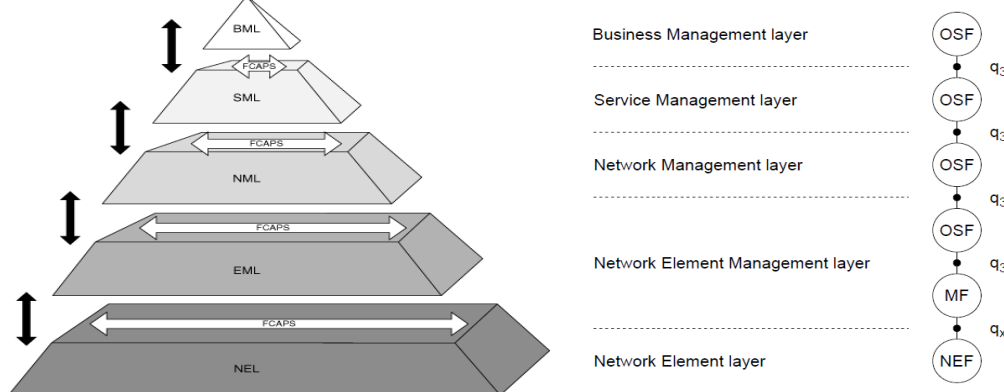 BML
FCAPS
SML
FCAPS
NML
FCAPS
EML
FCAPS
NEL
Business Management layer
Service Management layer
Network Management layer
Network Element Management layer
Network Element layer
OSF
q3
OSF
q3
OSF
q3
OSF
q3
MF
qx
NEF